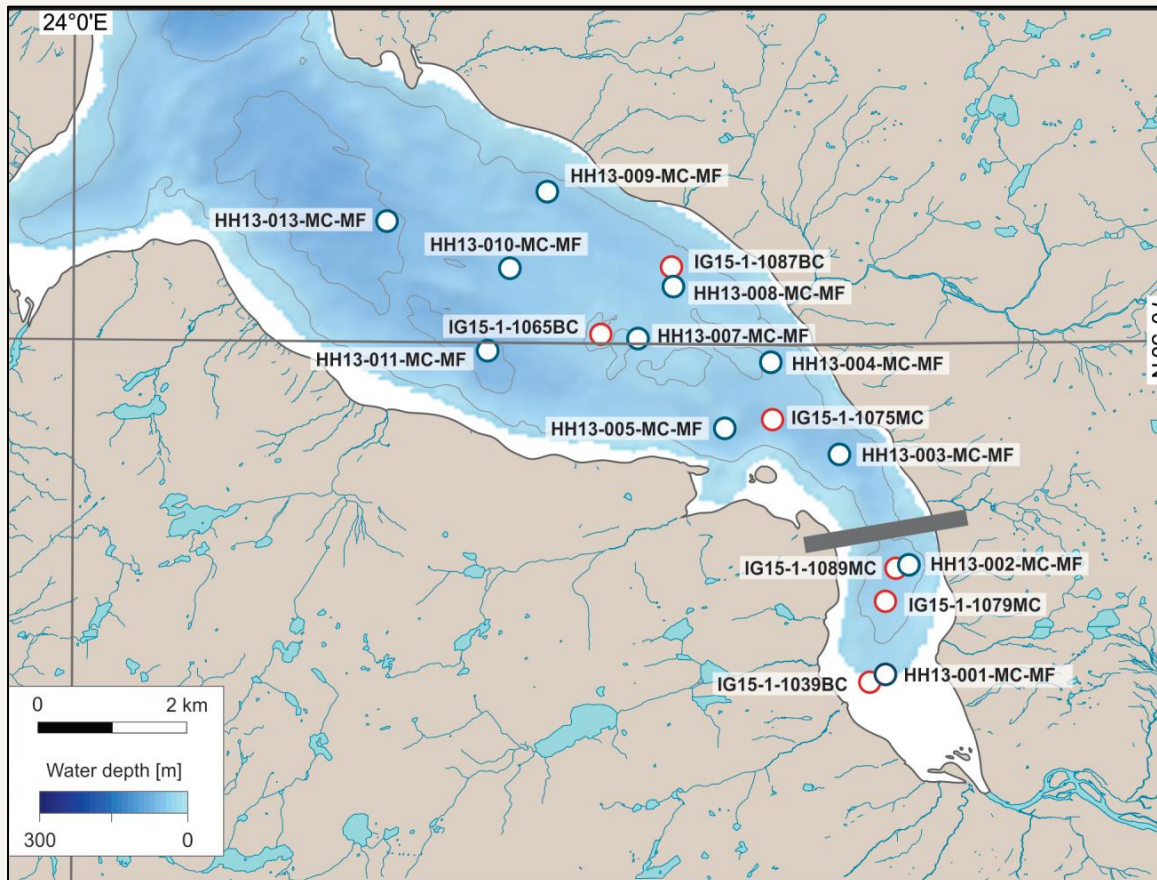 24°0'E
HH13-009-MC-MF
HH13-013-MC-MF
HH13-010-MC-MF
IG15-1-1087BC
HH13-008-MC-MF
IG15-1-1065BC
HH13-007-MC-MF
HH13-011-MC-MF
HH13-004-MC-MF
IG15-1-1075MC
HH13-005-MC-MF
HH13-003-MC-MF
IG15-1-1089MC
HH13-002-MC-MF
IG15-1-1079MC
IG15-1-1039BC
HH13-001-MC-MF
0 2 km
Water depth [m]
300 0